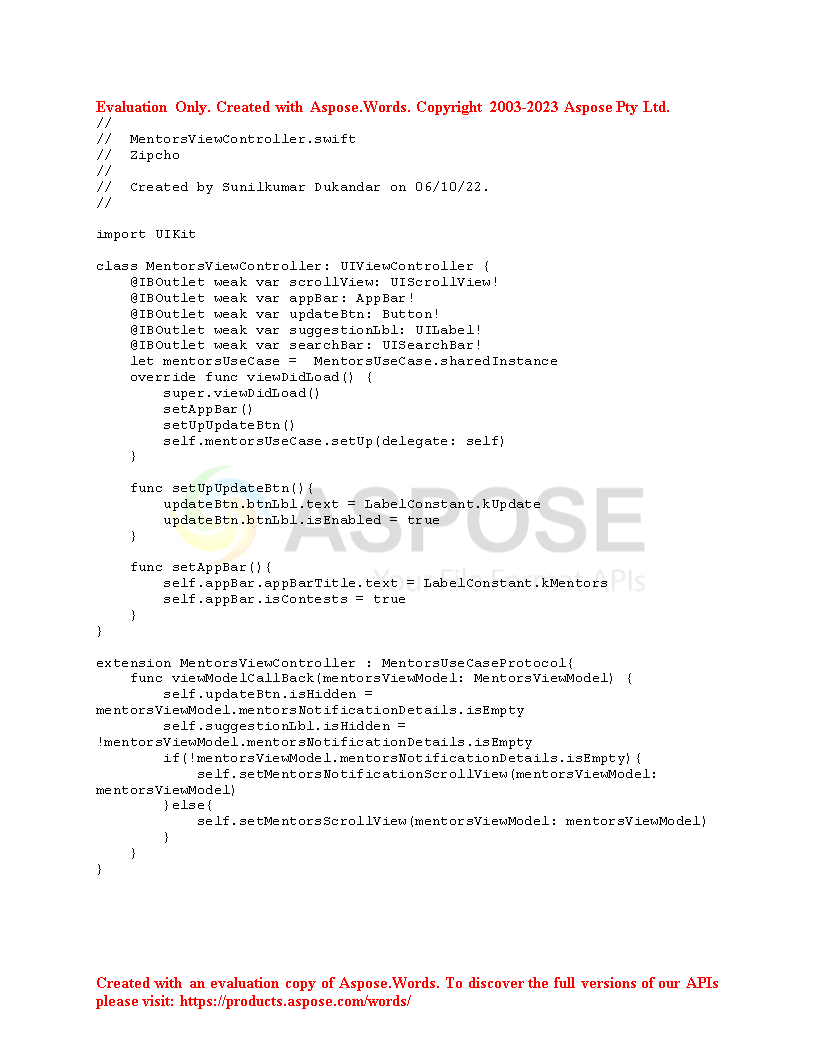 Evaluation Only. Created with Aspose.Words. Copyright 2003-2023 Aspose Pty Ltd.
//
//  MentorsViewController.swift
//  Zipcho
//
//  Created by Sunilkumar Dukandar on 06/10/22.
//

import UIKit

class MentorsViewController: UIViewController {
    @IBOutlet weak var scrollView: UIScrollView!
    @IBOutlet weak var appBar: AppBar!
    @IBOutlet weak var updateBtn: Button!
    @IBOutlet weak var suggestionLbl: UILabel!
    @IBOutlet weak var searchBar: UISearchBar!
    let mentorsUseCase =  MentorsUseCase.sharedInstance
    override func viewDidLoad() {
        super.viewDidLoad()
        setAppBar()
        setUpUpdateBtn()
        self.mentorsUseCase.setUp(delegate: self)
    }

    func setUpUpdateBtn(){
        updateBtn.btnLbl.text = LabelConstant.kUpdate
        updateBtn.btnLbl.isEnabled = true
    }

    func setAppBar(){
        self.appBar.appBarTitle.text = LabelConstant.kMentors
        self.appBar.isContests = true
    }
}

extension MentorsViewController : MentorsUseCaseProtocol{
    func viewModelCallBack(mentorsViewModel: MentorsViewModel) {
        self.updateBtn.isHidden =
mentorsViewModel.mentorsNotificationDetails.isEmpty
        self.suggestionLbl.isHidden =
!mentorsViewModel.mentorsNotificationDetails.isEmpty
        if(!mentorsViewModel.mentorsNotificationDetails.isEmpty){
            self.setMentorsNotificationScrollView(mentorsViewModel:
mentorsViewModel)
        }else{
            self.setMentorsScrollView(mentorsViewModel: mentorsViewModel)
        }
    }
}
ASPOSE
Your File Format APIs
Created with an evaluation copy of Aspose.Words. To discover the full versions of our APIs
please visit: https://products.aspose.com/words/